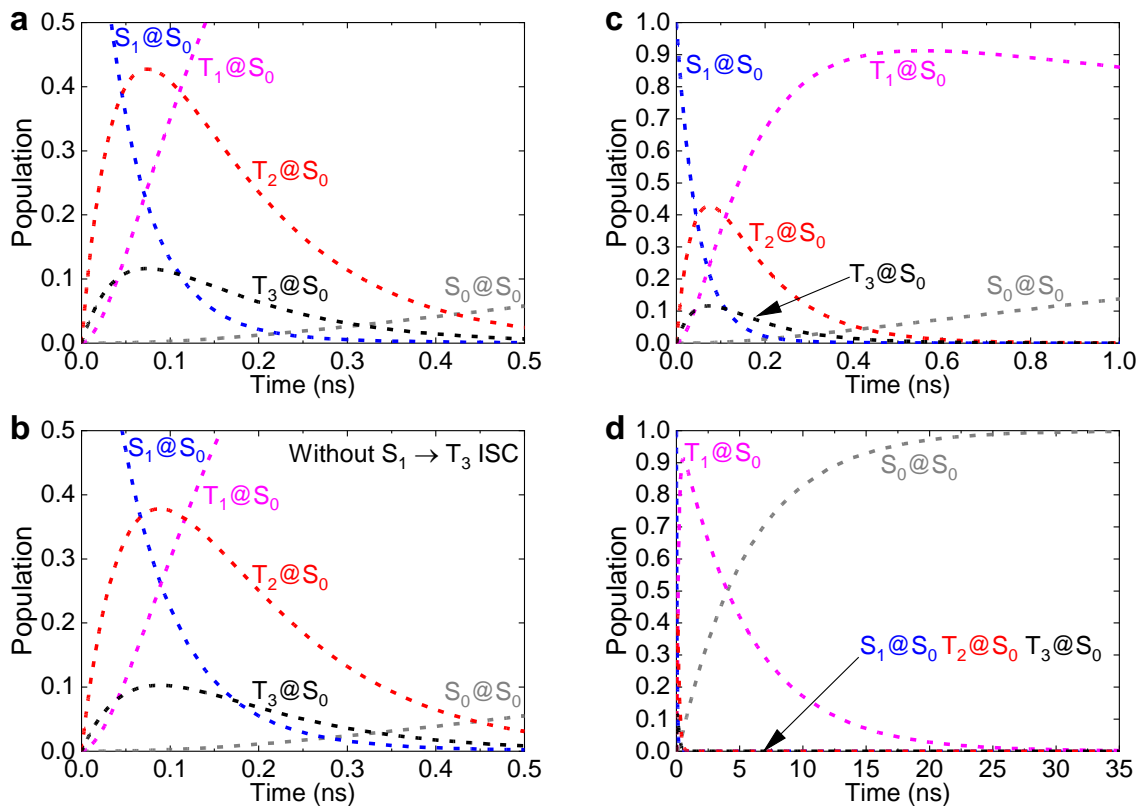 a
S₁@S₀
T₁@S₀
T₂@S₀
T₃@S₀
S₀@S₀
Population
0.5
0.4
0.3
0.2
0.1
0.0
0.0 0.1 0.2 0.3 0.4 0.5
Time (ns)
c
S₁@S₀
T₁@S₀
T₂@S₀
T₃@S₀
S₀@S₀
Population
1.0
0.9
0.8
0.7
0.6
0.5
0.4
0.3
0.2
0.1
0.0
0.0 0.2 0.4 0.6 0.8 1.0
Time (ns)
b
S₁@S₀
Without S₁ → T₃ ISC
T₁@S₀
T₂@S₀
T₃@S₀
S₀@S₀
Population
0.5
0.4
0.3
0.2
0.1
0.0
0.0 0.1 0.2 0.3 0.4 0.5
Time (ns)
d
T₁@S₀
S₀@S₀
S₁@S₀ T₂@S₀ T₃@S₀
Population
1.0
0.9
0.8
0.7
0.6
0.5
0.4
0.3
0.2
0.1
0.0
0 5 10 15 20 25 30 35
Time (ns)